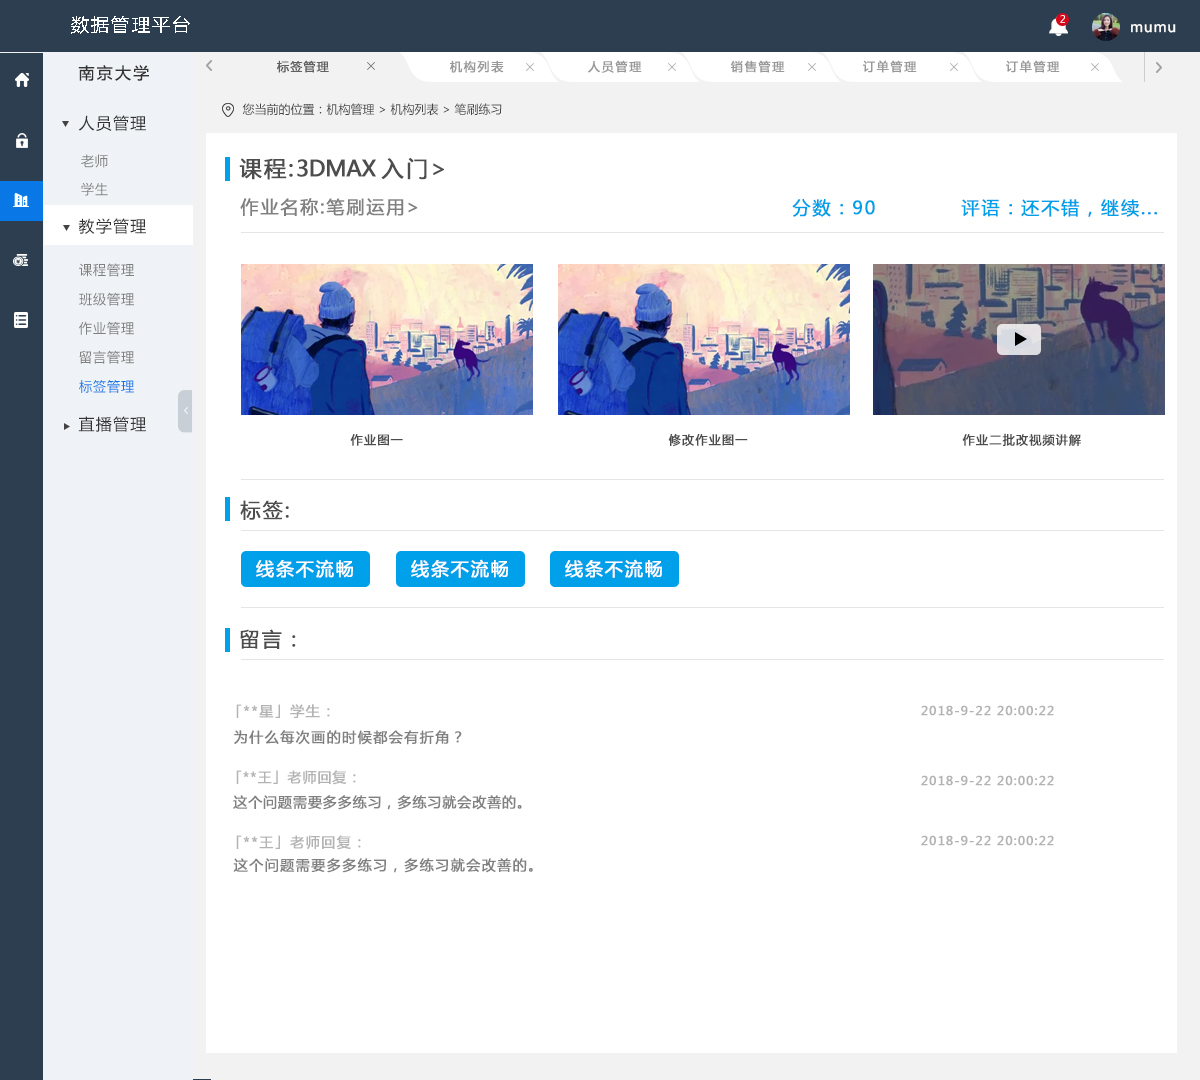 数据管理平台
2
mumu
南京大学
标签管理
机构列表
人员管理
销售管理
订单管理
订单管理
您当前的位置：机构管理 > 机构列表 > 笔刷练习
人员管理
老师
学生
教学管理
课程管理
班级管理
作业管理
留言管理
标签管理
直播管理
课程:3DMAX 入门>
作业名称:笔刷运用>
分数：90
评语：还不错，继续...
作业图一
修改作业图一
作业二批改视频讲解
标签:
线条不流畅
线条不流畅
线条不流畅
留言：
「**星」学生：
2018-9-22 20:00:22
为什么每次画的时候都会有折角？
「**王」老师回复：
2018-9-22 20:00:22
这个问题需要多多练习，多练习就会改善的。
「**王」老师回复：
2018-9-22 20:00:22
这个问题需要多多练习，多练习就会改善的。